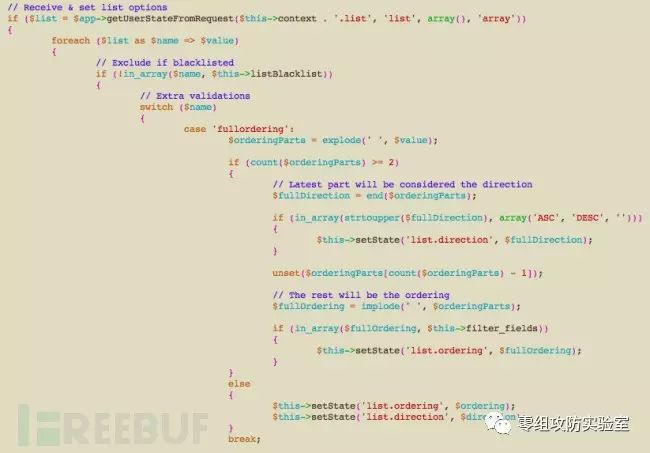 // Receive & set list options
if ($list = $app->getUserStateFromRequest($this->context . '.list', 'list', array(), 'array'))
{
foreach ($list as $name => $value)
{
// Exclude if blacklisted
if (!in_array($name, $this->listBlacklist))
{
// Extra validations
switch ($name)
{
case 'fullordering':
$orderingParts = explode(' ', $value);
if (count($orderingParts) >= 2)
{
// Latest part will be considered the direction
$fullDirection = end($orderingParts);
if (in_array(strtoupper($fullDirection), array('ASC', 'DESC', '')))
{
$this->setState('list.direction', $fullDirection);
}
unset($orderingParts[count($orderingParts) - 1]);
// The rest will be the ordering
$fullOrdering = implode(' ', $orderingParts);
if (in_array($fullOrdering, $this->filter_fields))
{
$this->setState('list.ordering', $fullOrdering);
}
}
else
{
$this->setState('list.ordering', $ordering);
$this->setState('list.direction',
}
break;
REEBUF
零组攻防实验室